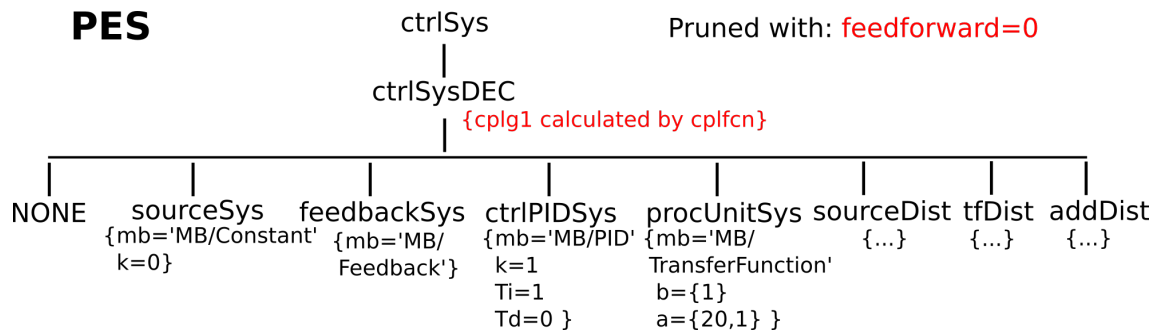 PES
ctrlSys
Pruned with: feedforward=0
ctrlSysDEC
{cplg1 calculated by cplfcn}
NONE
sourceSys
{mb='MB/Constant'
k=0}
feedbackSys
{mb='MB/
Feedback'}
ctrlPIDSys
{mb='MB/PID'
k=1
Ti=1
Td=0 }
procUnitSys
{mb='MB/
TransferFunction'
b={1}
a={20,1} }
sourceDist
{...}
tfDist
{...}
addDist
{...}